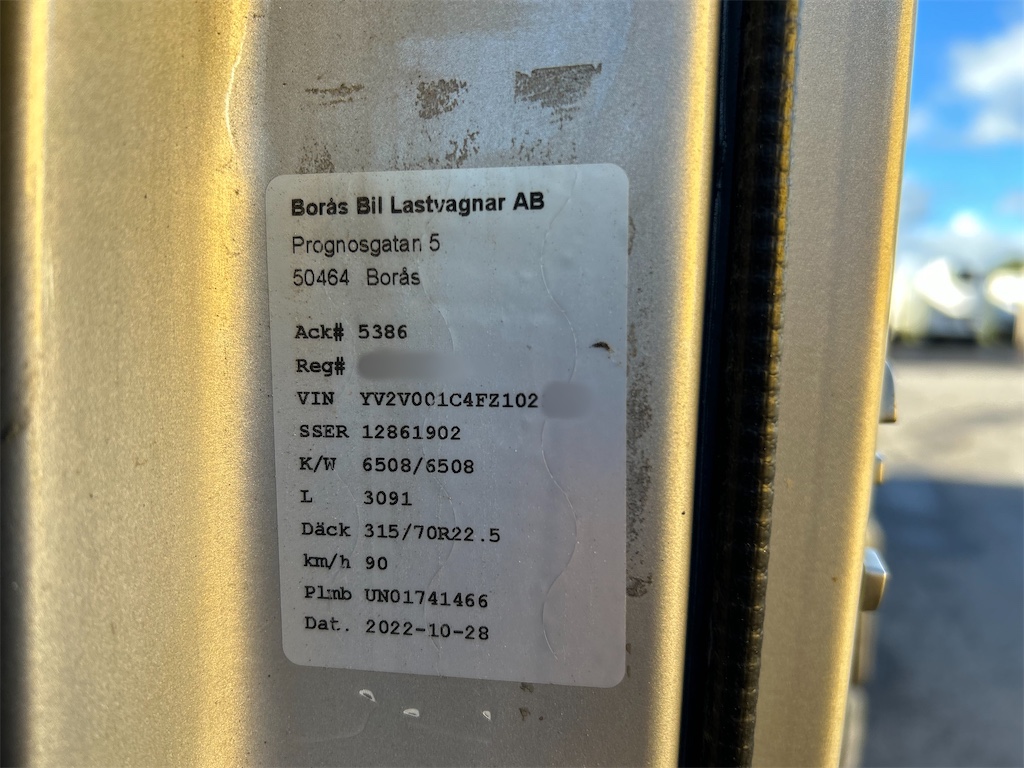 Borås Bil Lastvagnar AB
Prognosgatan 5
50464 Borås
Ack# 5386
Reg#
VIN YV2V001C4FZ102
SSER 12861902
K/W 6508/6508
L 3091
Däck 315/70R22.5
km/h 90
Plmb UN01741466
Dat. 2022-10-28